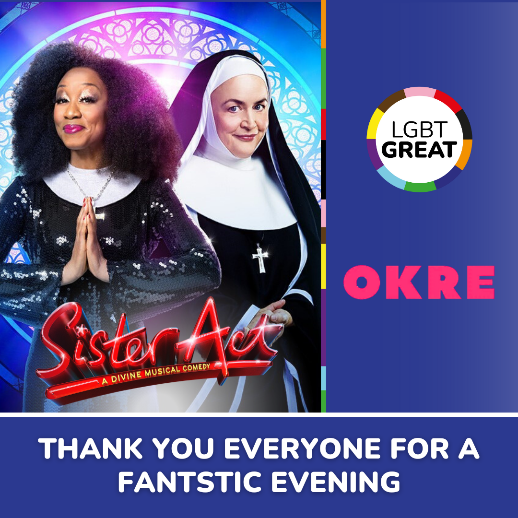 LGBT
GREAT
OKRE
Sister Act
A DIVINE MUSICAL COMEDY
THANK YOU EVERYONE FOR A
FANTSTIC EVENING